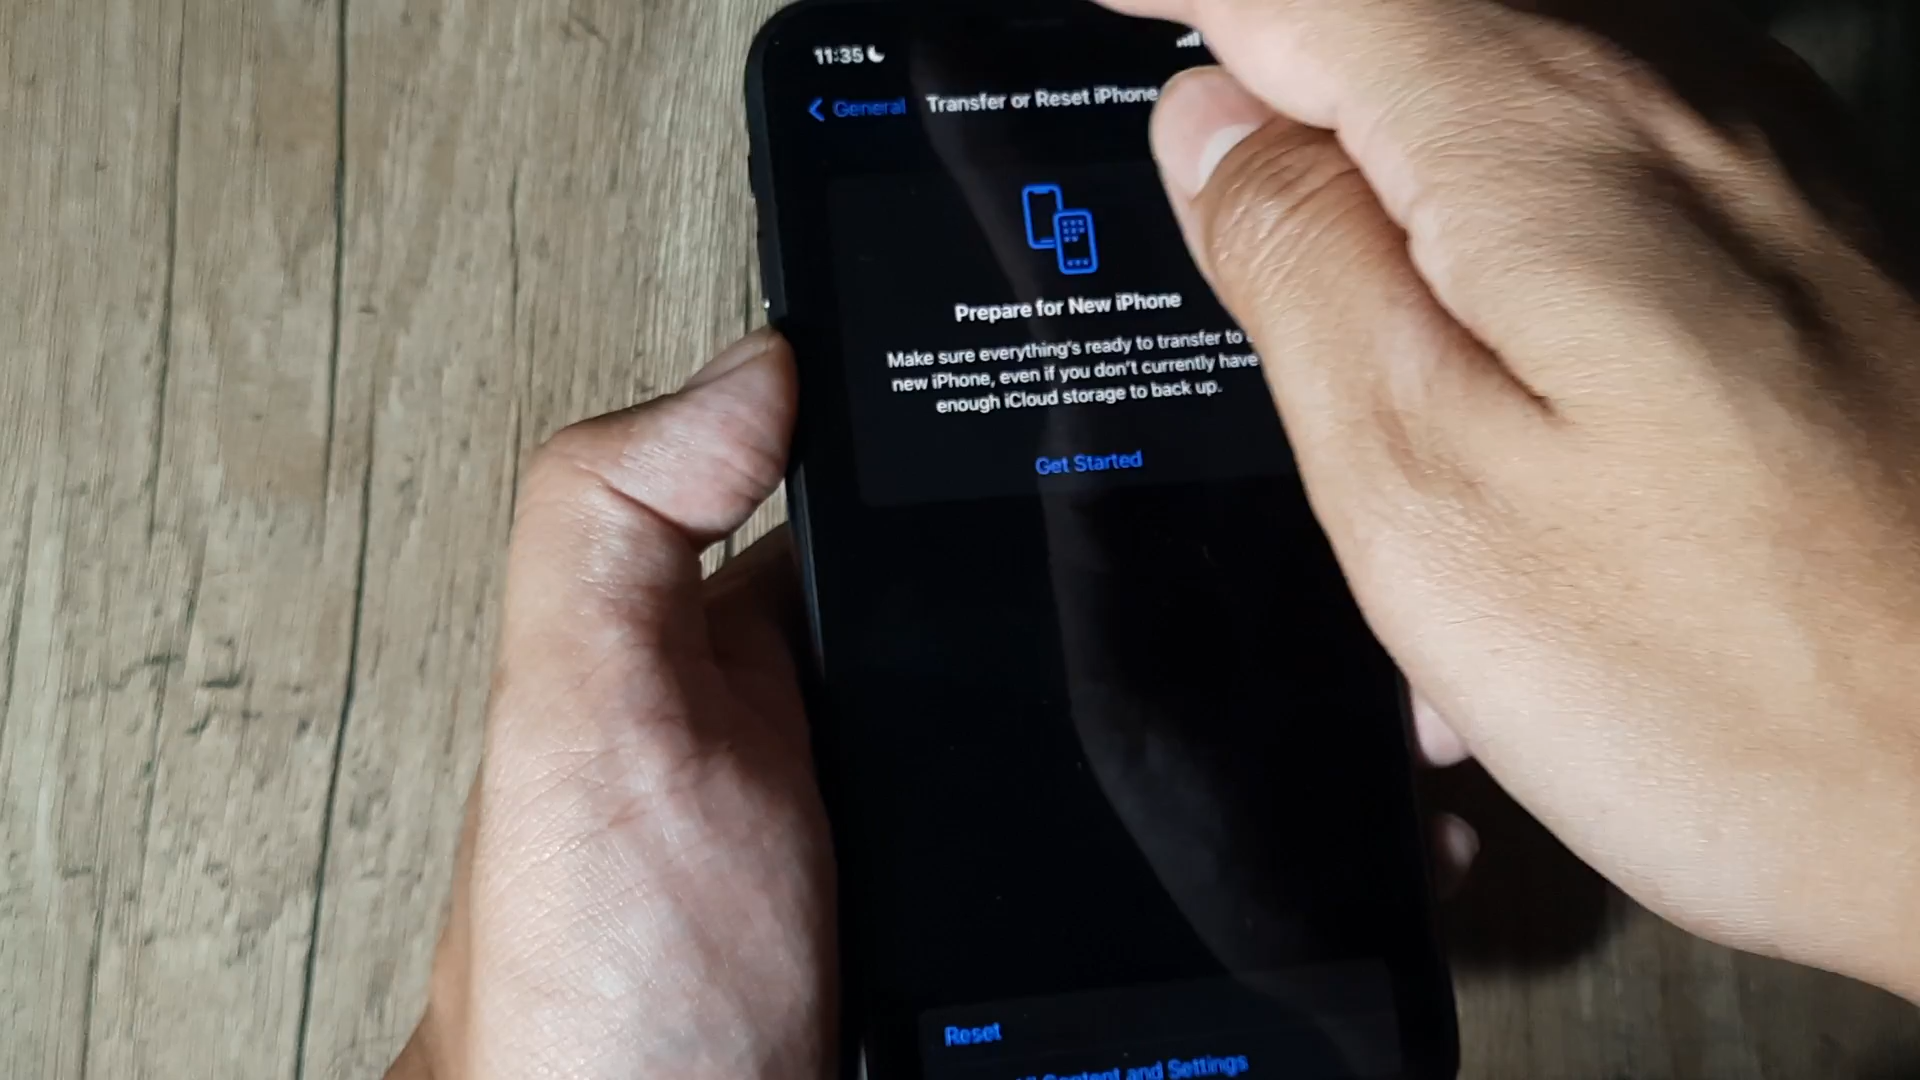 11:35
General
Transfer or Reset iPhone
Prepare for New iPhone
Make sure everything's ready to transfer to
new iPhone, even if you don't currently have
enough iCloud storage to back up.
Get Started
Reset
Content and Settings